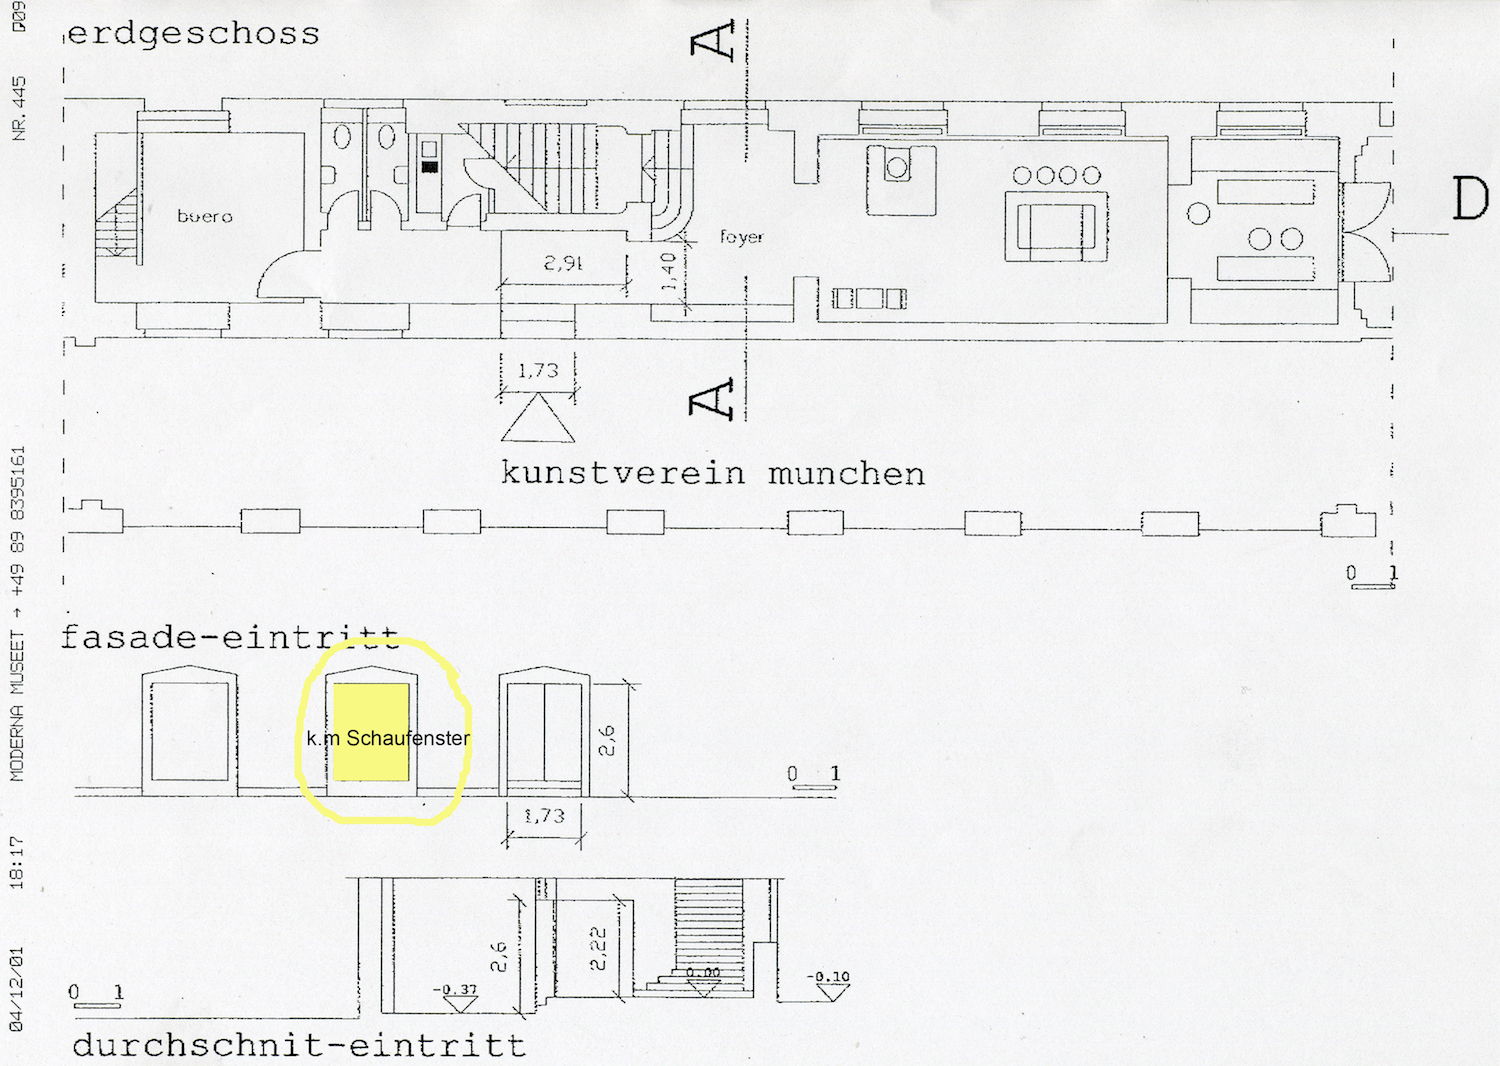 erdgeschoss
A
D
buero
foyer
2,91
1,40
1,73
A
kunstverein munchen
0 1
fasade-eintritt
k.m Schaufenster
2,6
0 1
1,73
2,6
2,22
0.00
-0.10
-0.37
0 1
durchschnit-eintritt
04/12/01 18:17 MODERNA MUSEET → +49 89 8395161 NR.445 D09